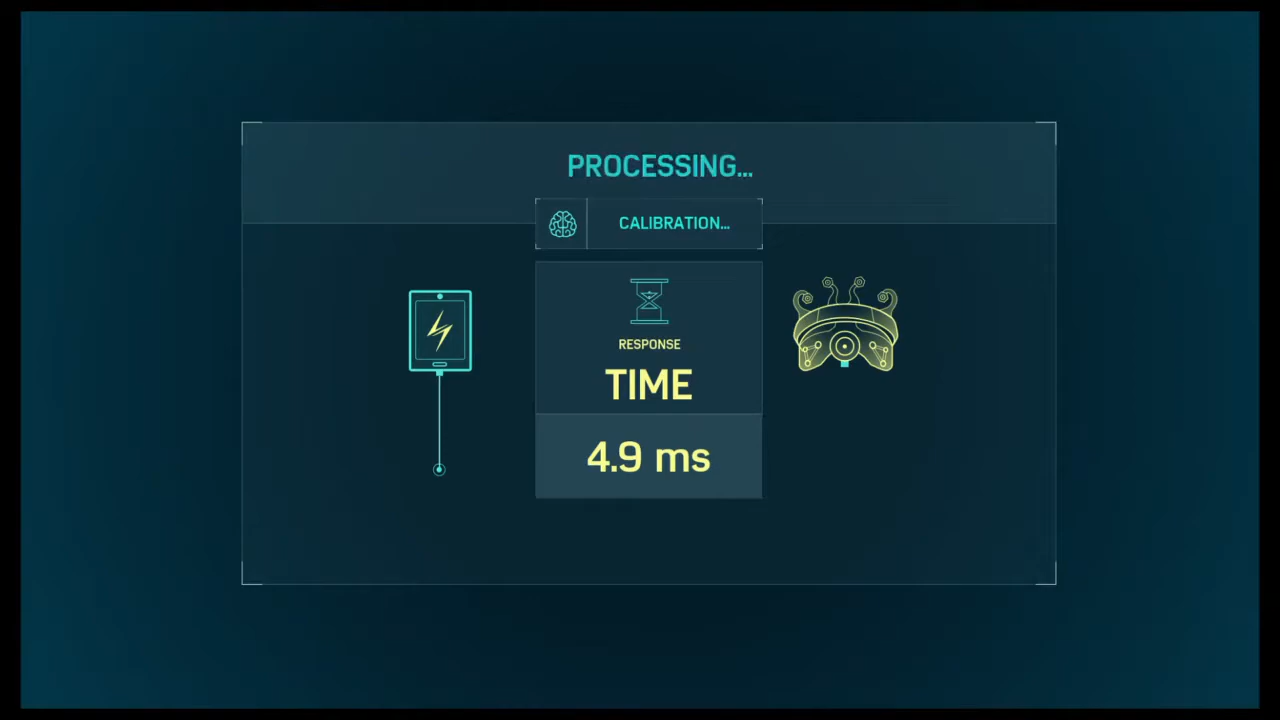 PROCESSING...
CALIBRATION...
RESPONSE
TIME
4.9 ms